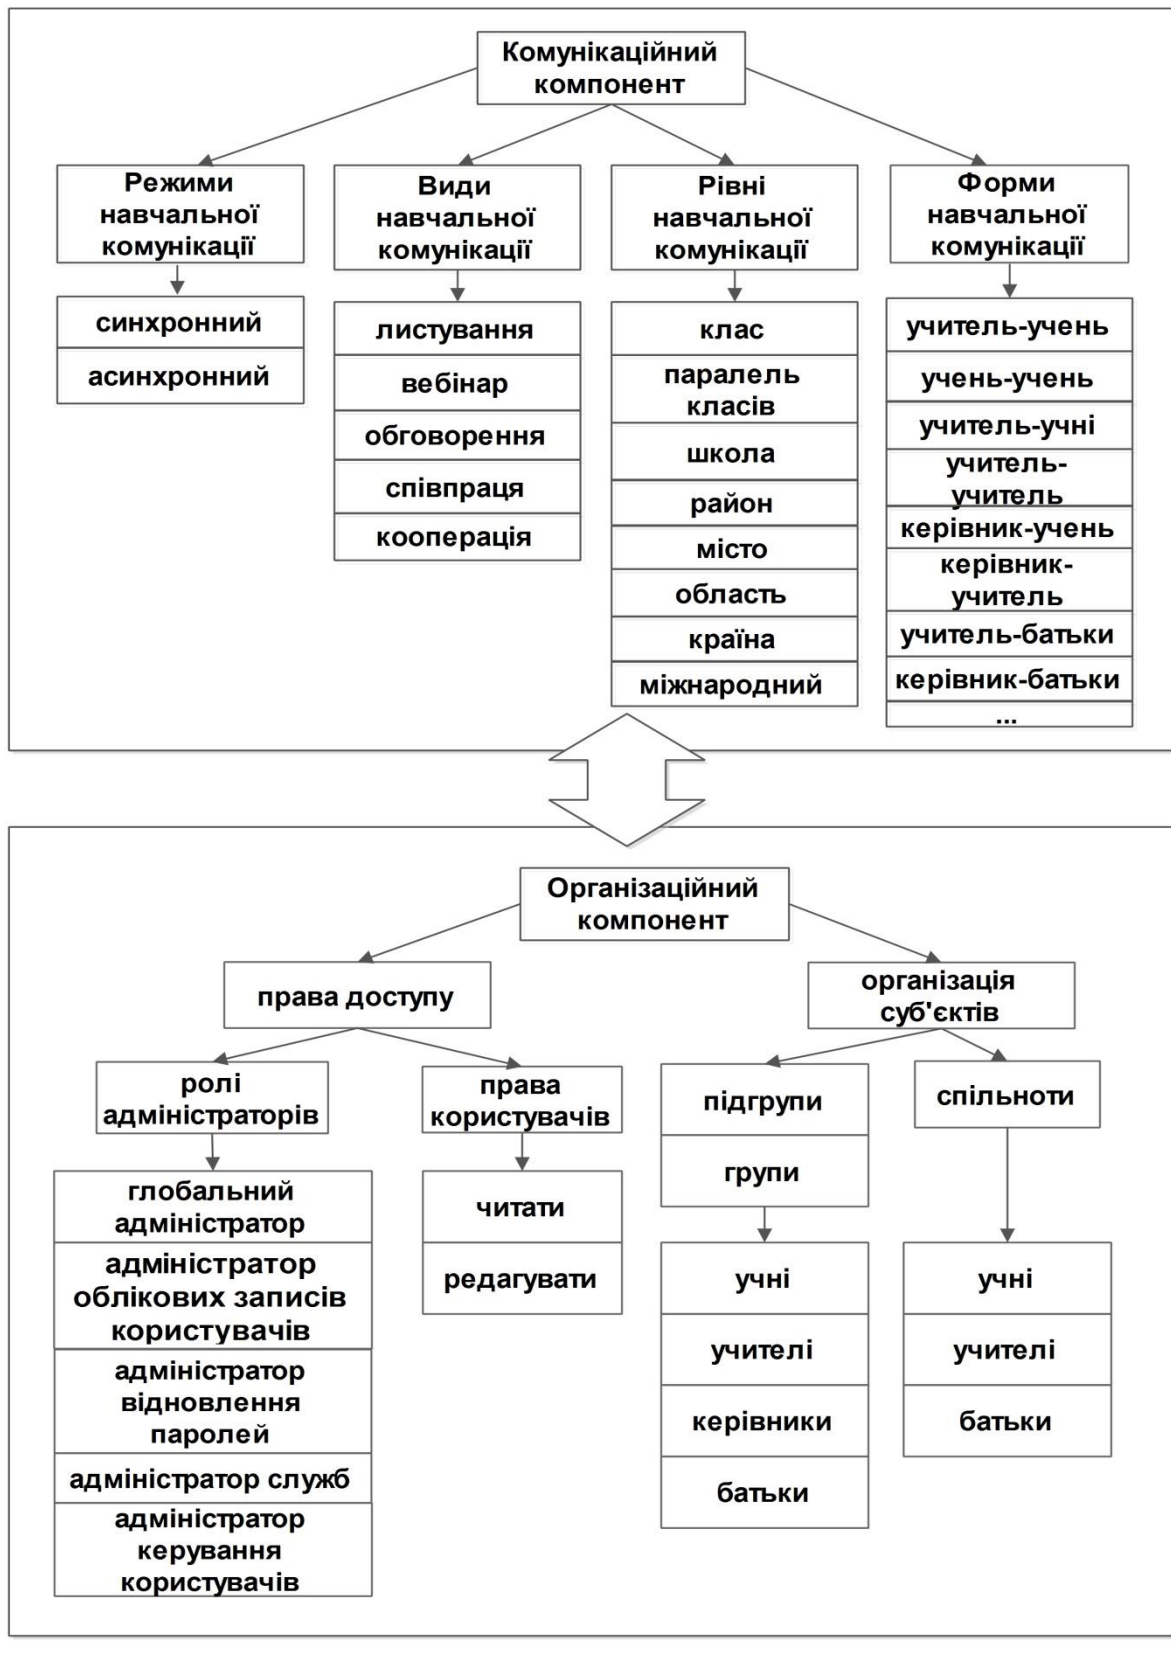 Комунікаційний
компонент
Режими
навчальної
комунікації
синхронний
асинхронний
Види
навчальної
комунікації
листування
вебінар
обговорення
співпраця
кооперація
Рівні
навчальної
комунікації
клас
паралель
класів
школа
район
місто
область
країна
міжнародний
Форми
навчальної
комунікації
учитель-учень
учень-учень
учитель-учні
учитель-
учитель
керівник-учень
керівник-
учитель
учитель-батьки
керівник-батьки
...
Організаційний
компонент
права доступу
ролі
адміністраторів
глобальний
адміністратор
адміністратор
облікових записів
користувачів
адміністратор
відновлення
паролей
адміністратор служб
адміністратор
керування
користувачів
права
користувачів
читати
редагувати
організація
суб'єктів
підгрупи
групи
учні
учителі
керівники
батьки
спільноти
учні
учителі
батьки